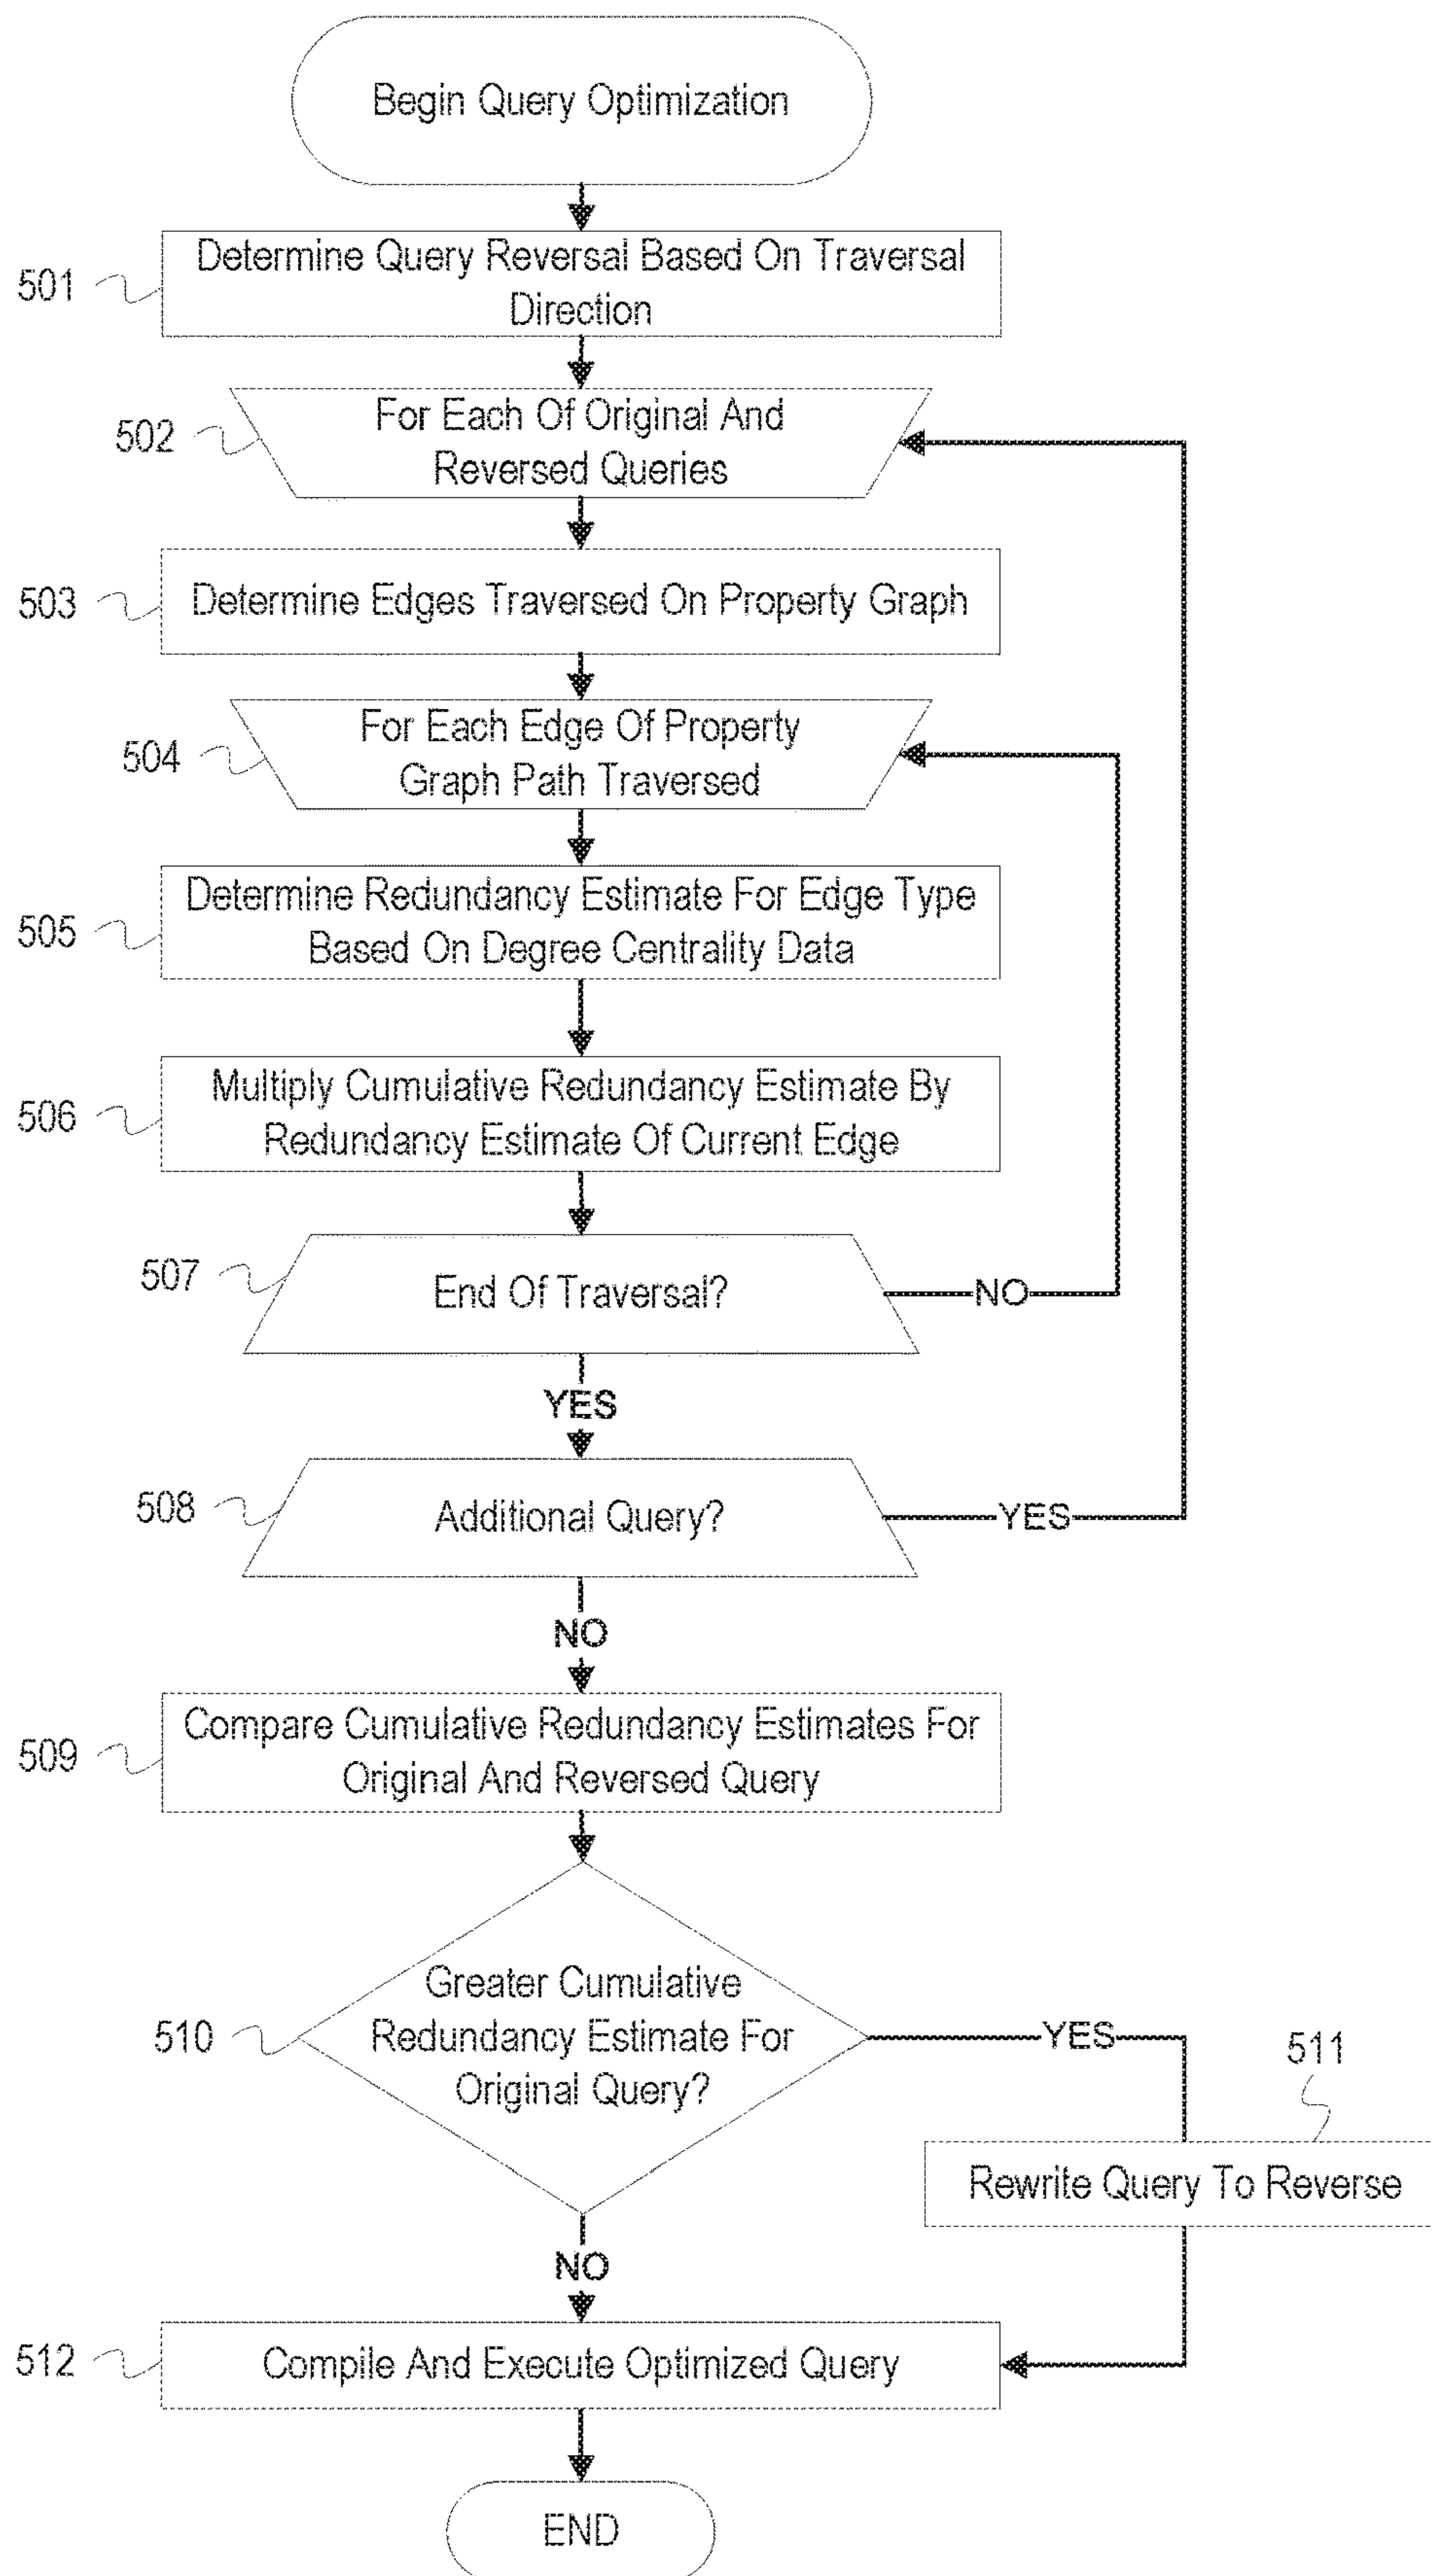 Begin Query Optimization
501
Determine Query Reversal Based On Traversal
Direction
502
For Each Of Original And
Reversed Queries
503
Determine Edges Traversed On Property Graph
504
For Each Edge Of Property
Graph Path Traversed
505
Determine Redundancy Estimate For Edge Type
Based On Degree Centrality Data
506
Multiply Cumulative Redundancy Estimate By
Redundancy Estimate Of Current Edge
507
End Of Traversal?
NO
YES
508
Additional Query?
YES
NO
509
Compare Cumulative Redundancy Estimates For
Original And Reversed Query
510
Greater Cumulative
Redundancy Estimate For
Original Query?
YES
511
Rewrite Query To Reverse
NO
512
Compile And Execute Optimized Query
END